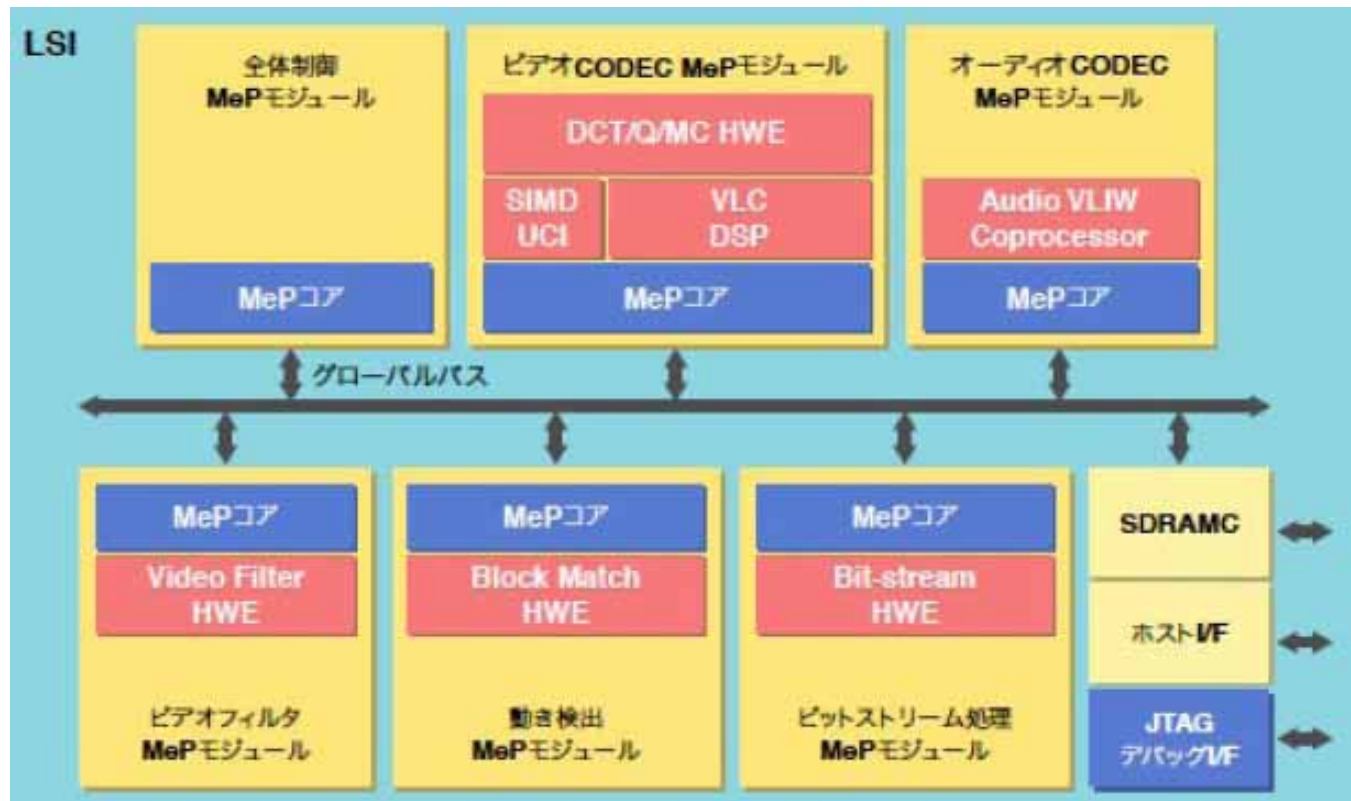 LSI
全体制御
MePモジュール
ビデオCODEC MePモジュール
DCT/Q/MC HWE
SIMD
UCI
VLC
DSP
MePコア
オーディオCODEC
MePモジュール
Audio VLIW
Coprocessor
MePコア
MePコア
グローバルバス
MePコア
Video Filter
HWE
ビデオフィルタ
MePモジュール
MePコア
Block Match
HWE
動き検出
MePモジュール
MePコア
Bit-stream
HWE
ビットストリーム処理
MePモジュール
SDRAMC
ホストI/F
JTAG
デバッグI/F